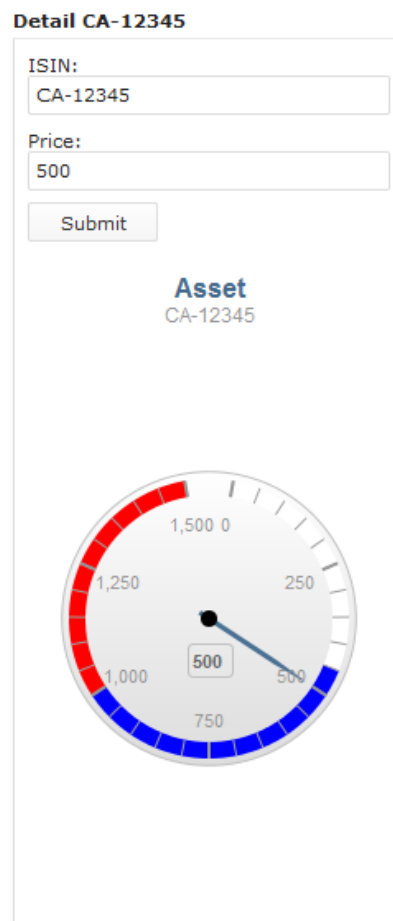 Detail CA-12345
ISIN:
CA-12345
Price:
500
Submit
Asset
CA-12345
1,500 0
1,250 250
500
1,000 500
750